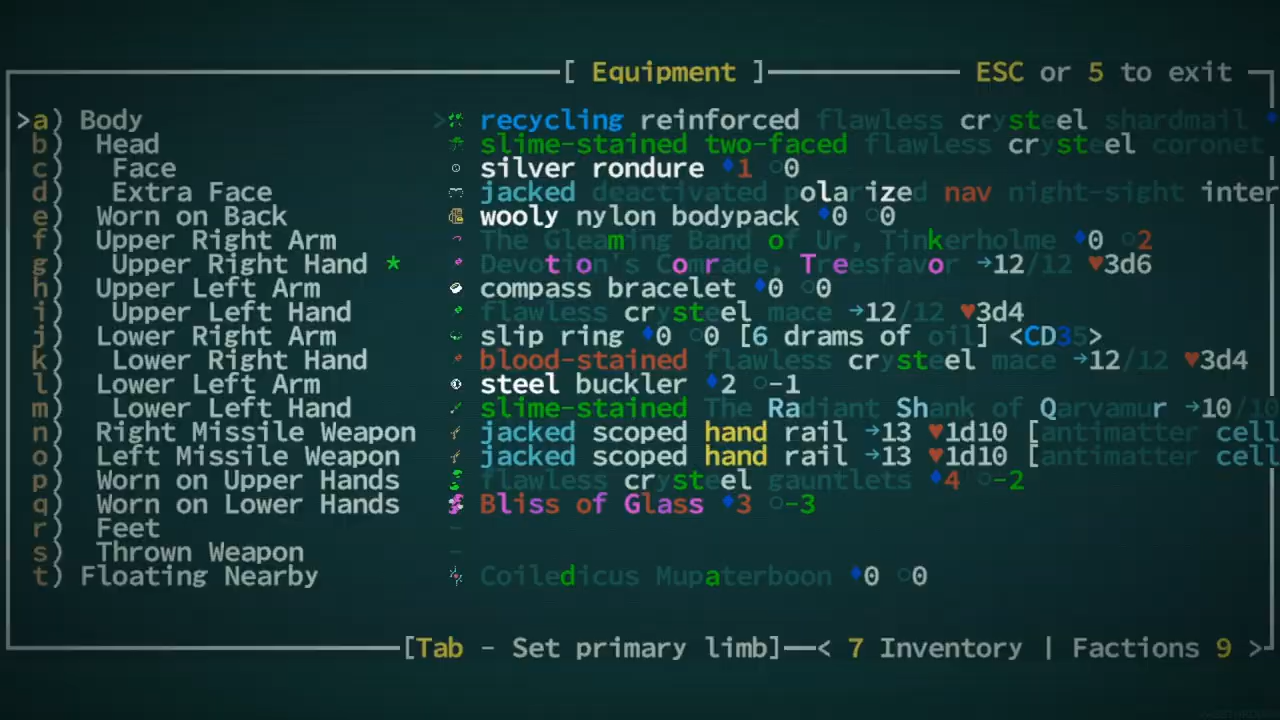 [ Equipment ] ESC or 5 to exit
>a) Body > recycling reinforced flawless crysteel shardmail ♦
b) Head slime-stained two-faced flawless crysteel coronet
c) Face silver rondure ♦1 ○0
d) Extra Face jacked deactivated polarized nav night-sight inter
e) Worn on Back wooly nylon bodypack ♦0 ○0
f) Upper Right Arm The Gleaming Band of Ur, Tinkerholme ♦0 ○2
g) Upper Right Hand * Devotion's Comrade, Treesfavor →12/12 ♥3d6
h) Upper Left Arm compass bracelet ♦0 ○0
i) Upper Left Hand flawless crysteel mace →12/12 ♥3d4
j) Lower Right Arm slip ring ♦0 ○0 [6 drams of oil] <CD35>
k) Lower Right Hand blood-stained flawless crysteel mace →12/12 ♥3d4
l) Lower Left Arm steel buckler ♦2 ○-1
m) Lower Left Hand slime-stained The Radiant Shank of Qarvamur →10/10
n) Right Missile Weapon jacked scoped hand rail →13 ♥1d10 [antimatter cell
o) Left Missile Weapon jacked scoped hand rail →13 ♥1d10 [antimatter cell
p) Worn on Upper Hands flawless crysteel gauntlets ♦4 ○-2
q) Worn on Lower Hands Bliss of Glass ♦3 ○-3
r) Feet -
s) Thrown Weapon -
t) Floating Nearby Coiledicus Mupaterboon ♦0 ○0
[Tab - Set primary limb] < 7 Inventory | Factions 9 >